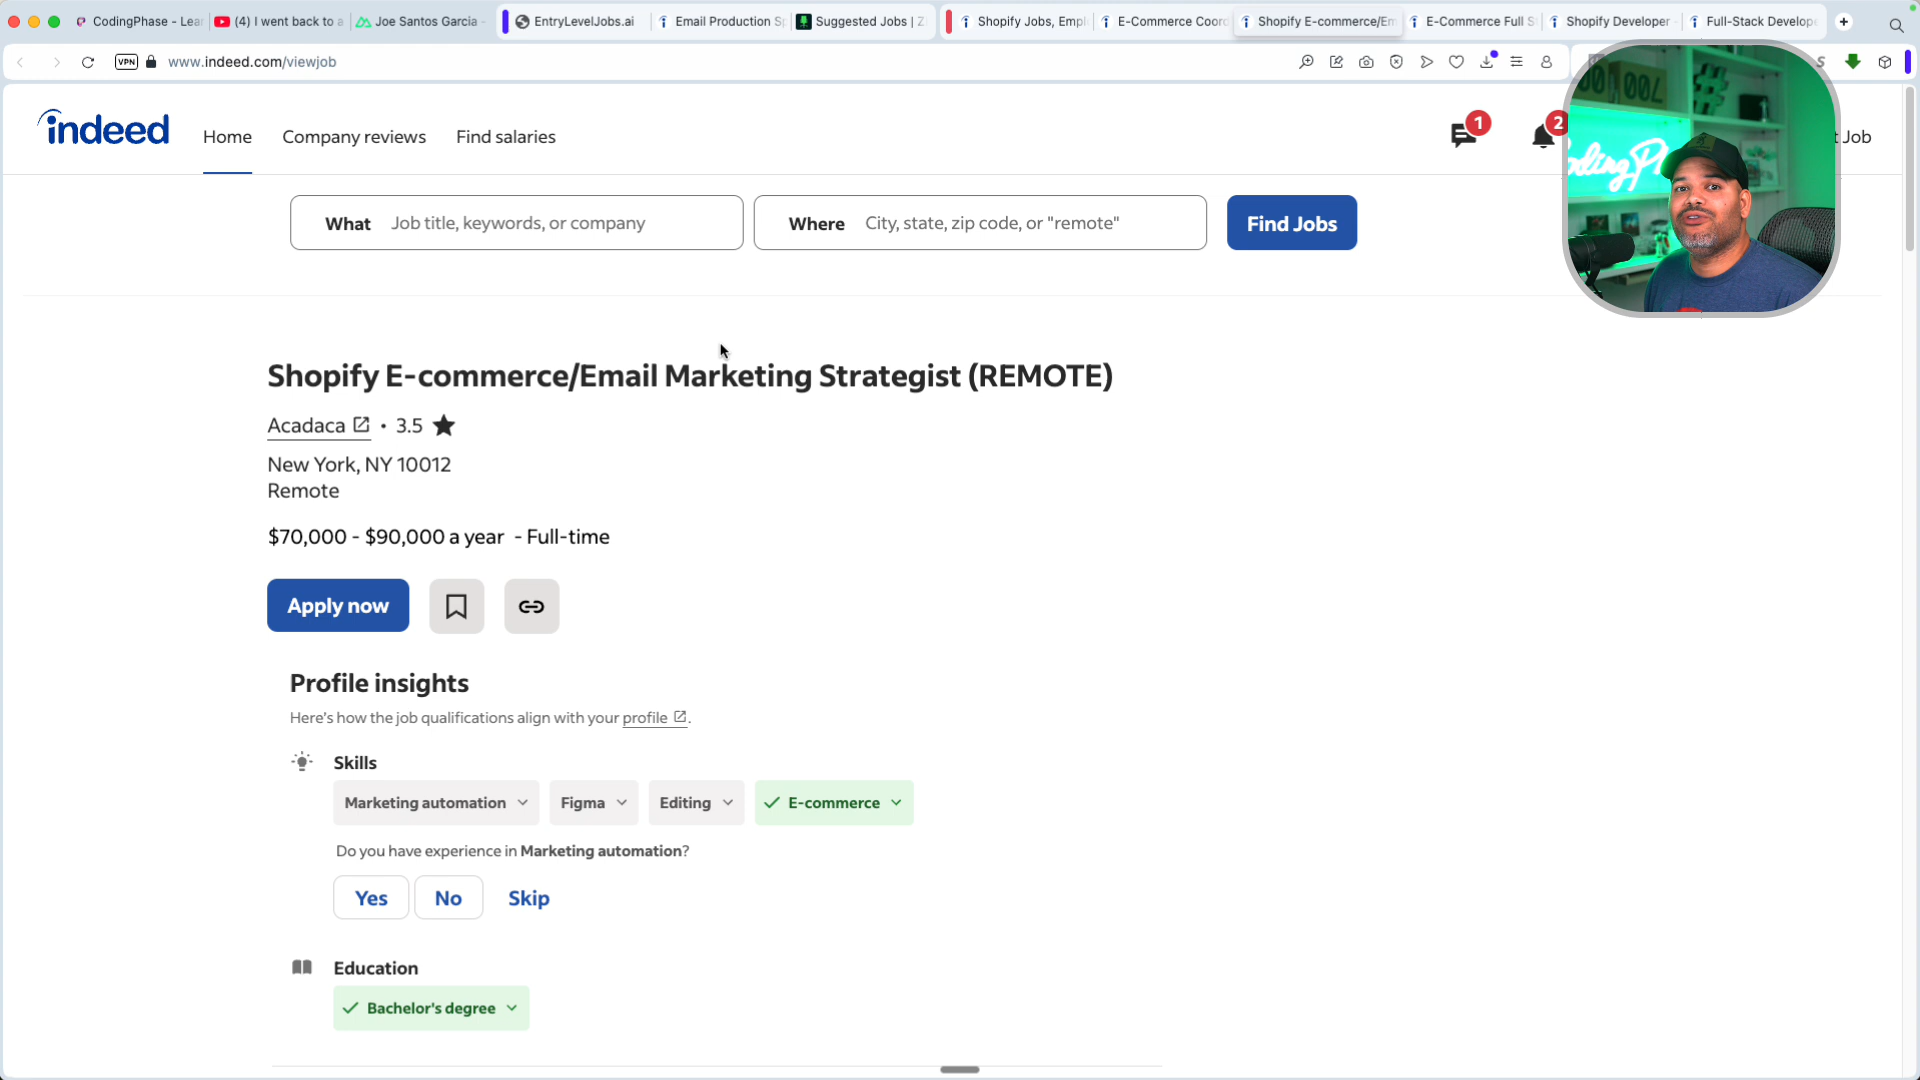 CodingPhase - Lea
(4) I went back to a
Joe Santos Garcia -
EntryLevelJobs.ai
Email Production Sp
Suggested Jobs | Z
Shopify Jobs, Empl
E-Commerce Coord
Shopify E-commerce/Em
E-Commerce Full S
Shopify Developer -
Full-Stack Develope
VPN
www.indeed.com/viewjob
indeed
Home
Company reviews
Find salaries
1
2
t Job
What
Job title, keywords, or company
Where
City, state, zip code, or "remote"
Find Jobs
Shopify E-commerce/Email Marketing Strategist (REMOTE)
Acadaca • 3.5
New York, NY 10012
Remote
$70,000 - $90,000 a year - Full-time
Apply now
Profile insights
Here's how the job qualifications align with your profile.
Skills
Marketing automation
Figma
Editing
E-commerce
Do you have experience in Marketing automation?
Yes
No
Skip
Education
Bachelor's degree